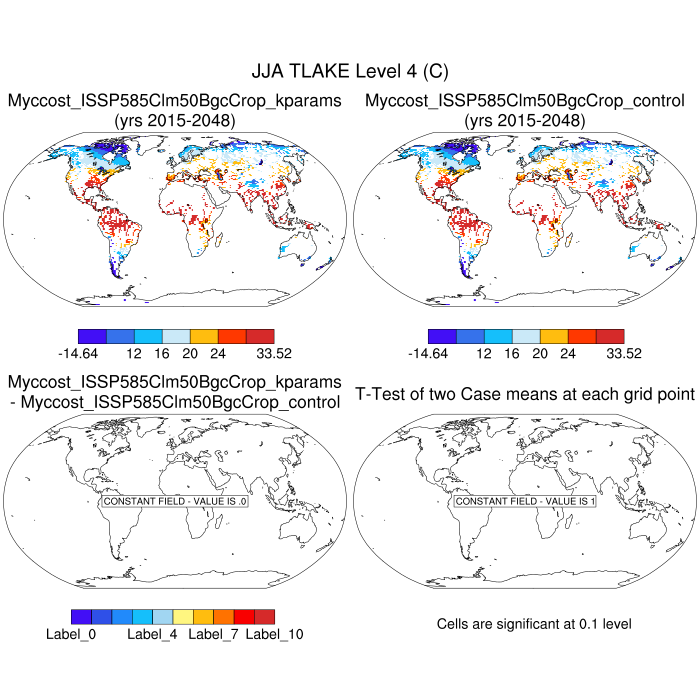 JJA TLAKE Level 4 (C)
Myccost_ISSP585Clm50BgcCrop_kparams
(yrs 2015-2048)
Myccost_ISSP585Clm50BgcCrop_control
(yrs 2015-2048)
-14.64 12 16 20 24 33.52
-14.64 12 16 20 24 33.52
Myccost_ISSP585Clm50BgcCrop_kparams
- Myccost_ISSP585Clm50BgcCrop_control
T-Test of two Case means at each grid point
CONSTANT FIELD - VALUE IS .0
CONSTANT FIELD - VALUE IS 1
Label_0 Label_4 Label_7 Label_10
Cells are significant at 0.1 level